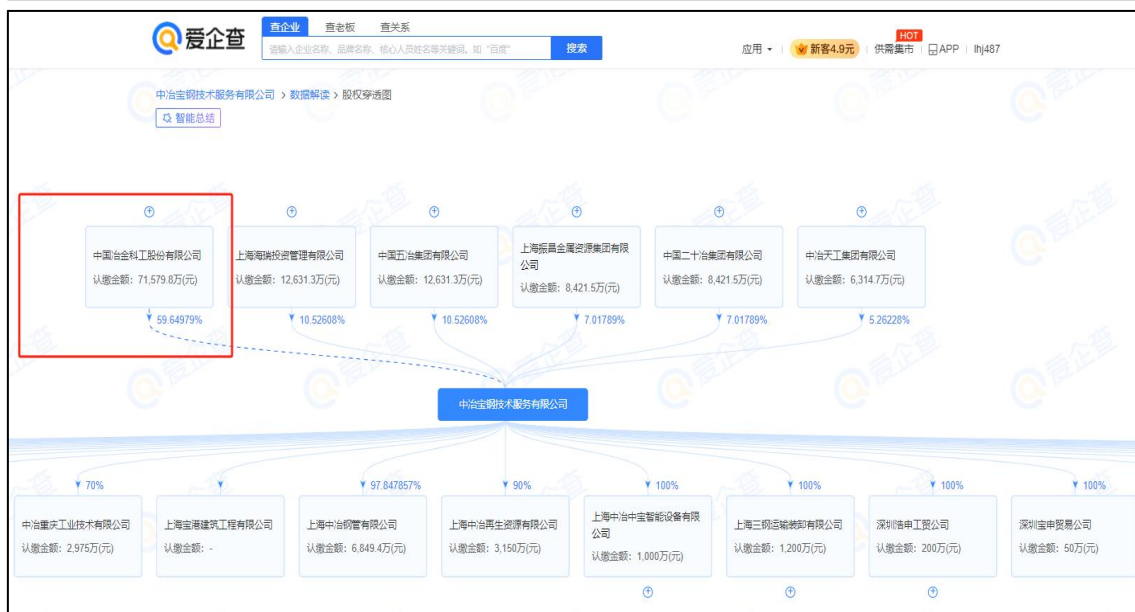 查企业 查老板 查关系
爱企查
请输入企业名称、品牌名称、核心人员姓名等关键词，如 “百度”
搜索
应用
新客4.9元
HOT
供需集市
APP
lhj487
中冶宝钢技术服务有限公司 > 数据解读 > 股权穿透图
智能总结
中国冶金科工股份有限公司
认缴金额：71,579.8万(元)
59.64979%
上海海瑞投资管理有限公司
认缴金额：12,631.3万(元)
10.52608%
中国五冶集团有限公司
认缴金额：12,631.3万(元)
10.52608%
上海振昌金属资源集团有限
公司
认缴金额：8,421.5万(元)
7.01789%
中国二十冶集团有限公司
认缴金额：8,421.5万(元)
7.01789%
中冶天工集团有限公司
认缴金额：6,314.7万(元)
5.26228%
中冶宝钢技术服务有限公司
70%
中冶重庆工业技术有限公司
认缴金额：2,975万(元)
上海宝港建筑工程有限公司
认缴金额：-
97.847857%
上海中冶钢管有限公司
认缴金额：6,849.4万(元)
90%
上海中冶再生资源有限公司
认缴金额：3,150万(元)
100%
上海中冶中宝智能设备有限
公司
认缴金额：1,000万(元)
100%
上海三钢运输装卸有限公司
认缴金额：1,200万(元)
100%
深圳浩申工贸公司
认缴金额：200万(元)
100%
深圳宝申贸易公司
认缴金额：50万(元)